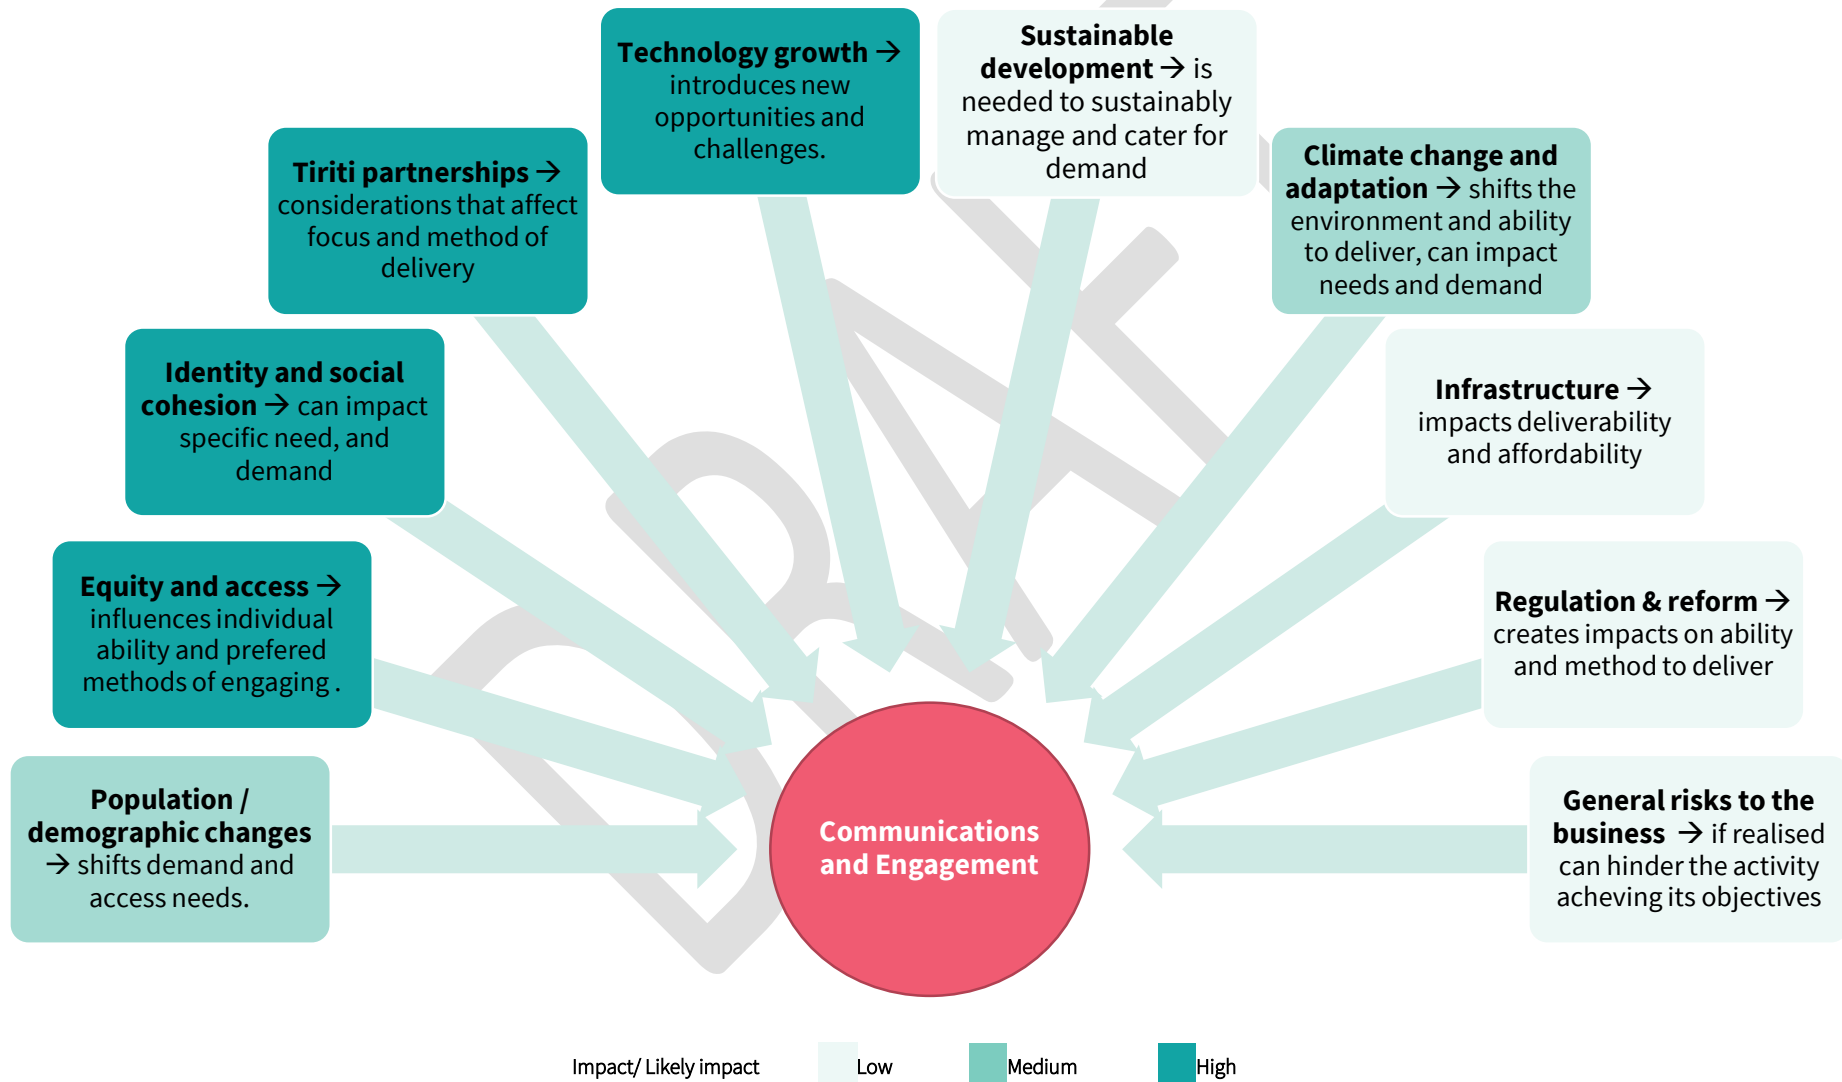 Technology growth →
introduces new
opportunities and
challenges.
Sustainable
development → is
needed to sustainably
manage and cater for
demand
Tiriti partnerships →
considerations that affect
focus and method of
delivery
Climate change and
adaptation → shifts the
environment and ability
to deliver, can impact
needs and demand
Identity and social
cohesion → can impact
specific need, and
demand
Infrastructure →
impacts deliverability
and affordability
Equity and access →
influences individual
ability and prefered
methods of engaging .
Regulation & reform →
creates impacts on ability
and method to deliver
Population /
demographic changes
→ shifts demand and
access needs.
General risks to the
business → if realised
can hinder the activity
acheving its objectives
Communications
and Engagement
DRAFT
Impact/ Likely impact Low Medium High